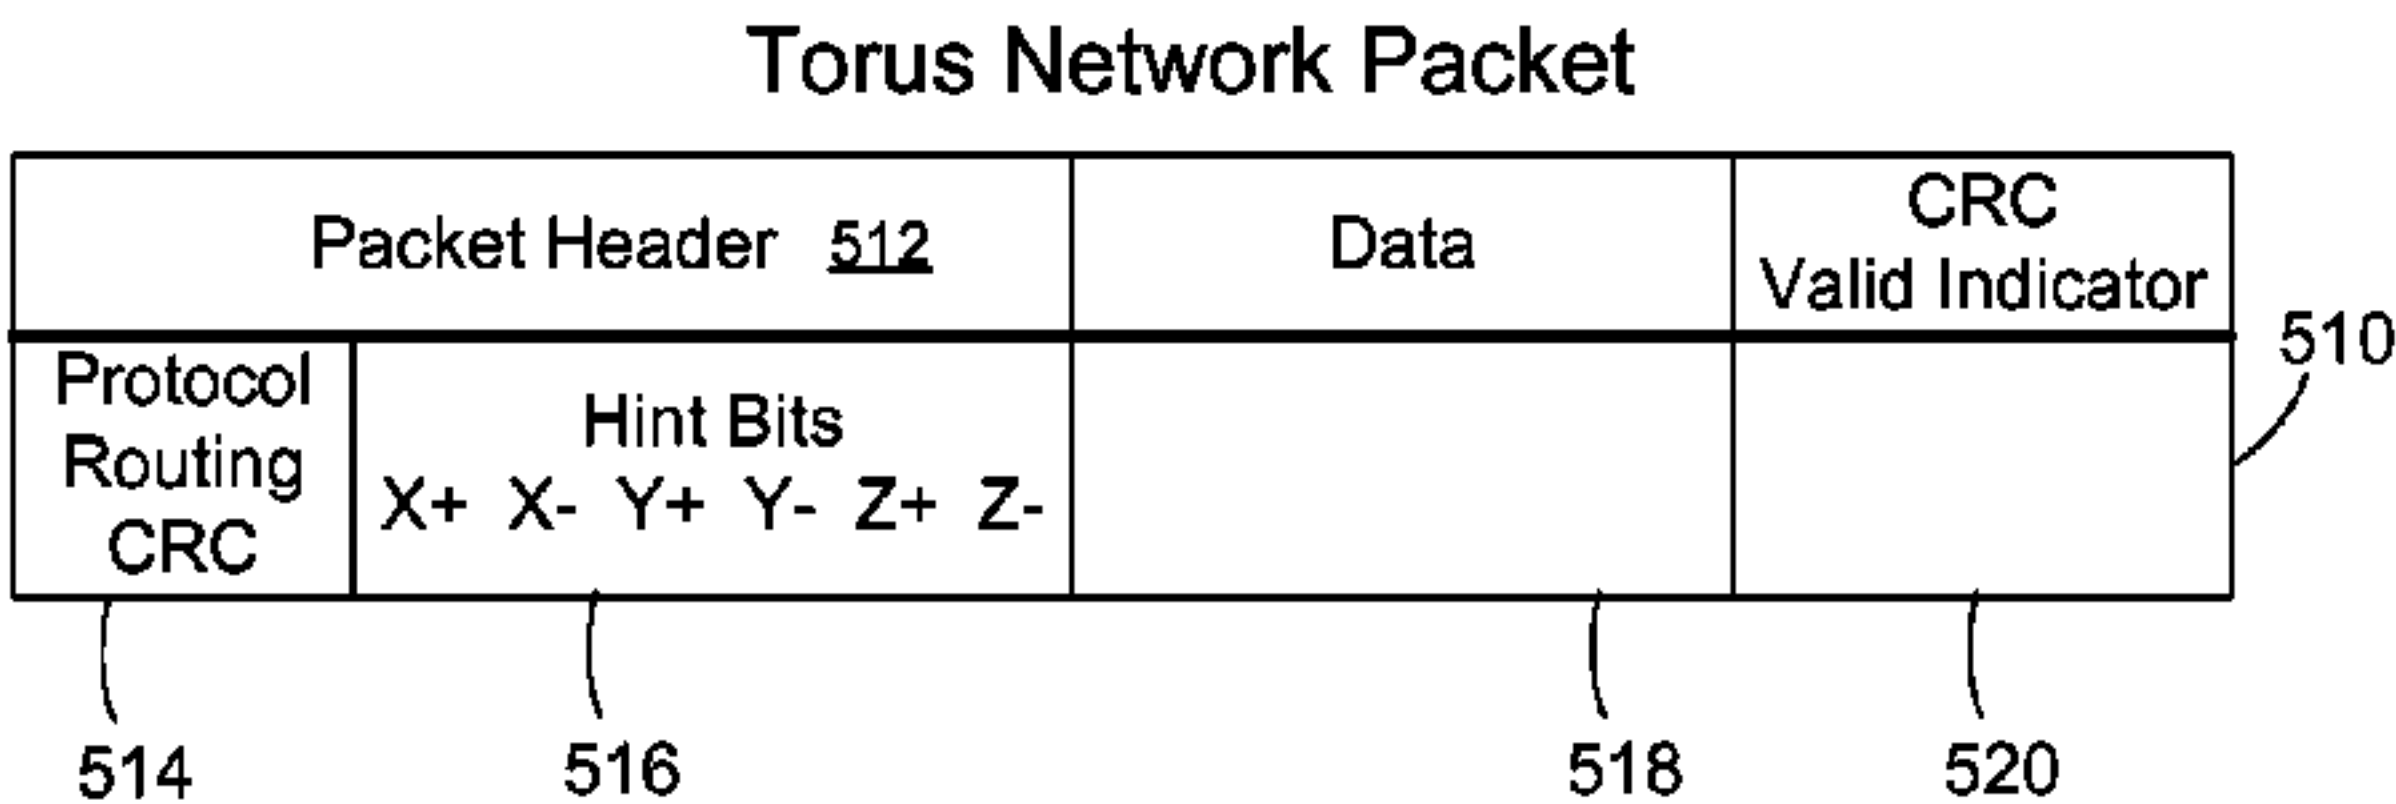 Torus Network Packet
Packet Header 512
Data
CRC
Valid Indicator
510
Protocol
Routing
CRC
Hint Bits
X+ X- Y+ Y- Z+ Z-
514
516
518
520